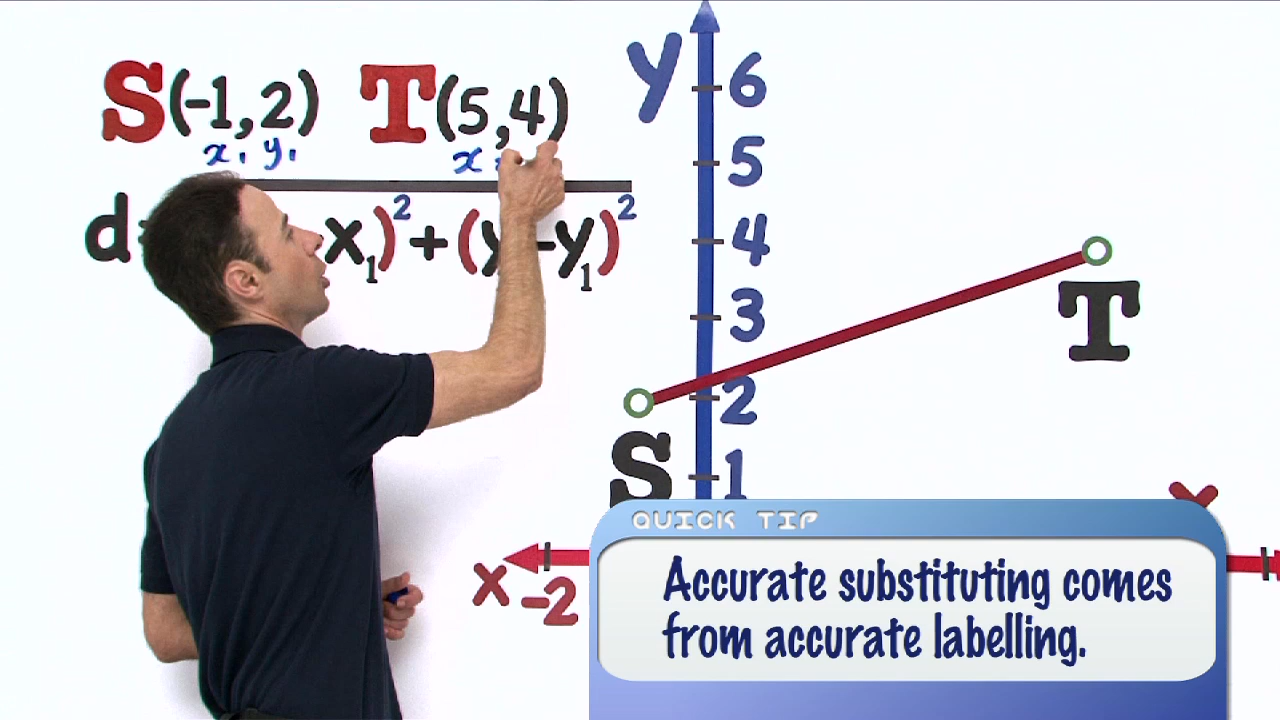 S(-1,2) T(5,4)
x₁ y₁ x
d (x₁)² + (y - y₁)²
y
6
5
4
3
2
1
T
S
x
x
-2
QUICK TIP
Accurate substituting comes
from accurate labelling.